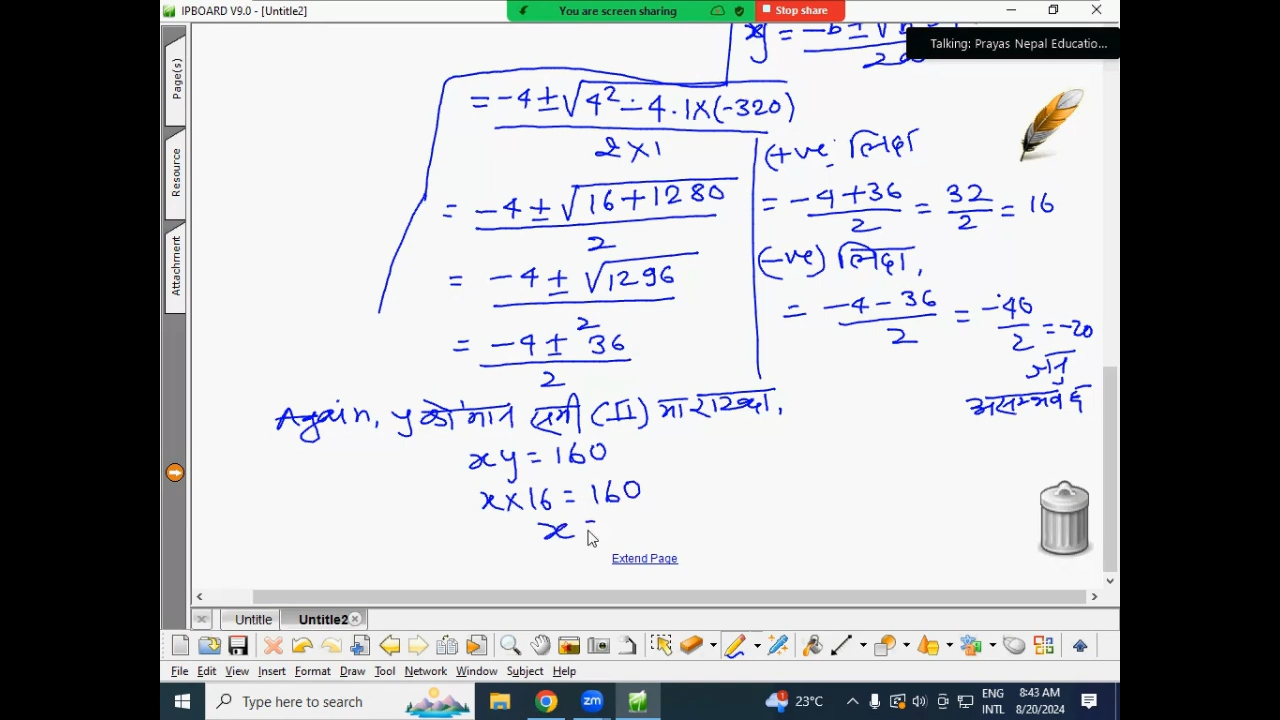 IPBOARD V9.0 - [Untitle2]
You are screen sharing
Stop share
Talking: Prayas Nepal Educatio...
Page(s)
Resource
Attachment
= -4 ± √4² - 4.1×(-320)
2×1
= -4 ± √16+1280
2
= -4 ± √1296
2
= -4 ± 36
2
(+ve लिदा
= -4+36/2 = 32/2 = 16
(-ve) लिदा,
= -4-36/2 = -40/2 = -20
जुन
असम्भव छ
Again, y को मान समी (II) मा राख्दा,
xy = 160
x×16 = 160
x =
Extend Page
Untitle
Untitle2
File Edit View Insert Format Draw Tool Network Window Subject Help
Type here to search
zm
23°C
ENG
INTL
8:43 AM
8/20/2024